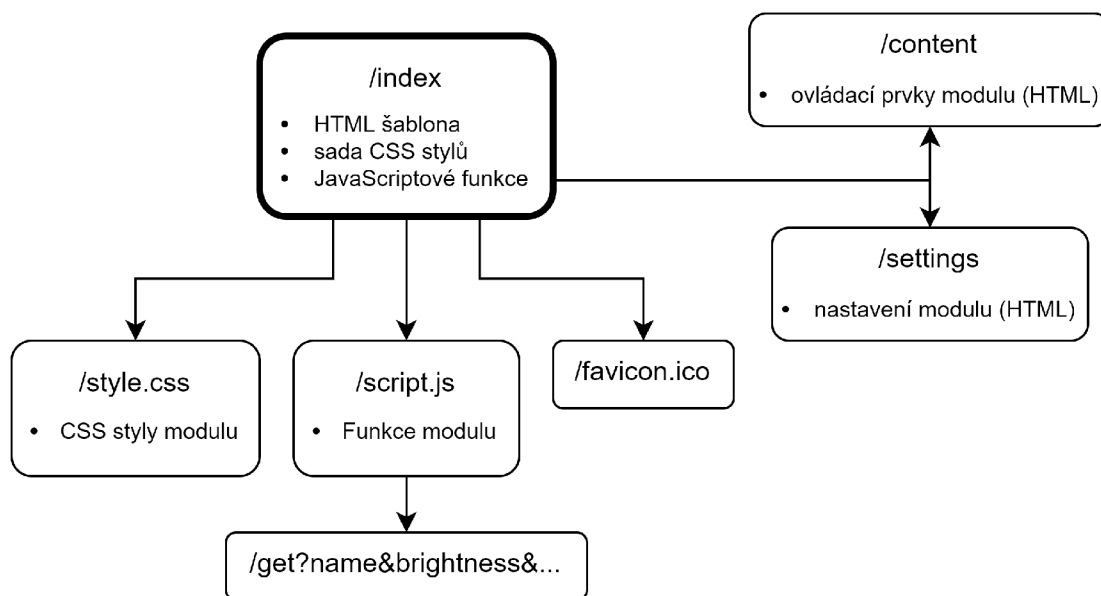 /index
• HTML šablona
• sada CSS stylů
• JavaScriptové funkce
/content
• ovládací prvky modulu (HTML)
/settings
• nastavení modulu (HTML)
/style.css
• CSS styly modulu
/script.js
• Funkce modulu
/favicon.ico
/get?name&brightness&...